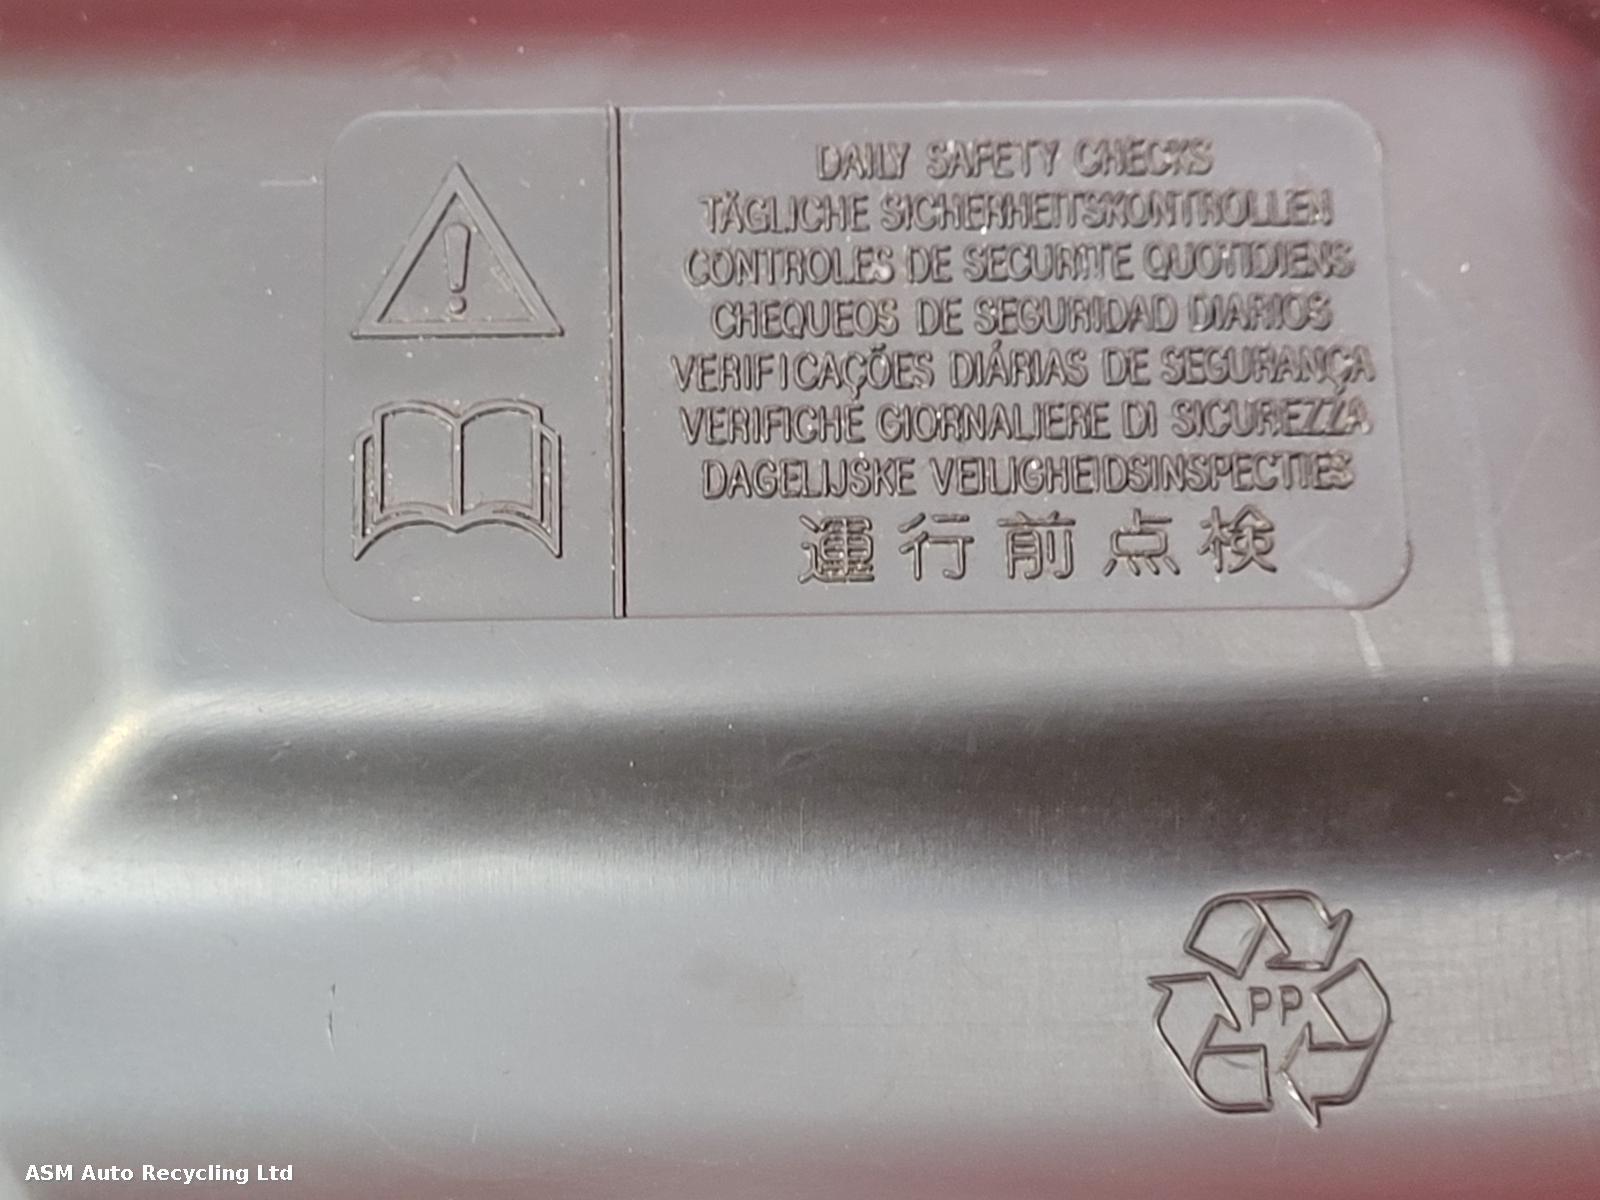 DAILY SAFETY CHECKS
TÄGLICHE SICHERHEITSKONTROLLEN
CONTROLES DE SECURITE QUOTIDIENS
CHEQUEOS DE SEGURIDAD DIARIOS
VERIFICAÇÕES DIÁRIAS DE SEGURANÇA
VERIFICHE GIORNALIERE DI SICUREZZA
DAGELIJSKE VEILIGHEIDSINSPECTIES
運行前点検
PP
ASM Auto Recycling Ltd